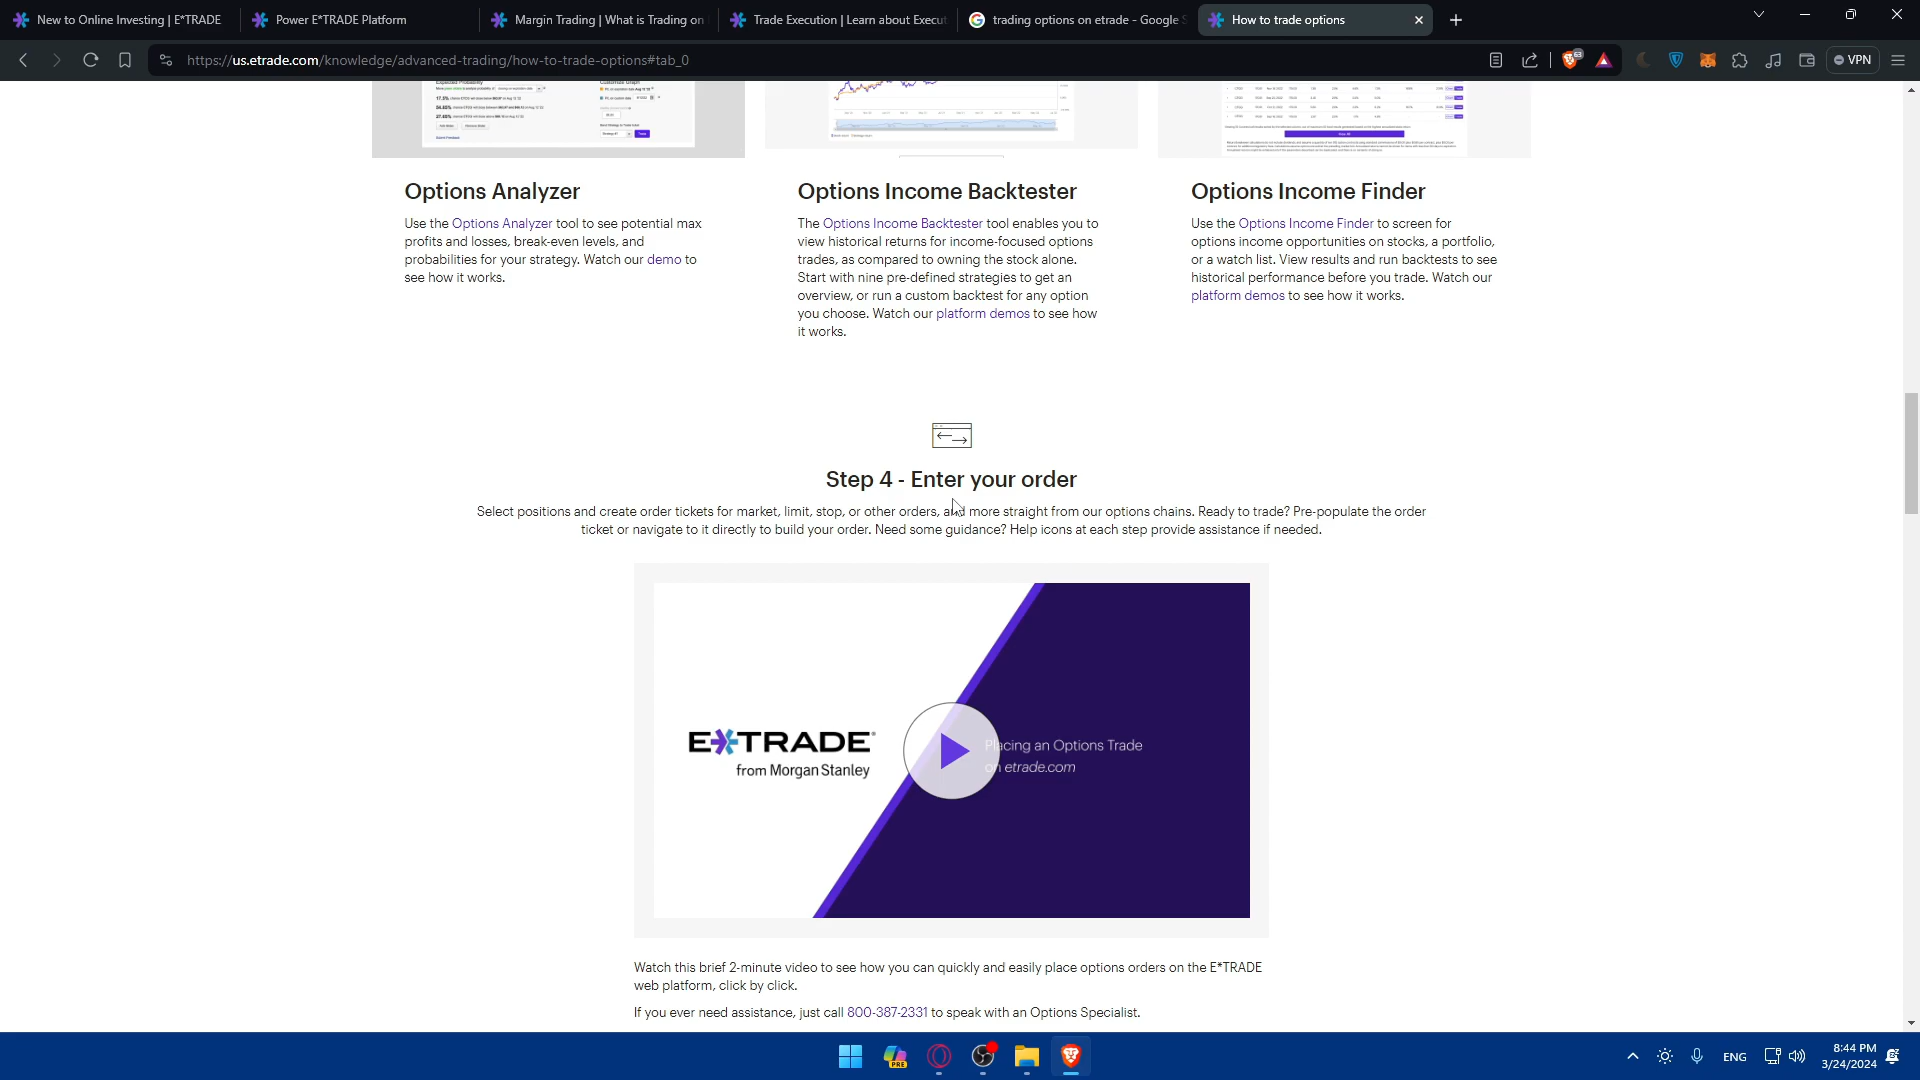 New to Online Investing | E*TRADE
Power E*TRADE Platform
Margin Trading | What is Trading on
Trade Execution | Learn about Execut
trading options on etrade - Google S
How to trade options
https://us.etrade.com/knowledge/advanced-trading/how-to-trade-options#tab_0
63
VPN
Options Analyzer
Use the Options Analyzer tool to see potential max
profits and losses, break-even levels, and
probabilities for your strategy. Watch our demo to
see how it works.
Options Income Backtester
The Options Income Backtester tool enables you to
view historical returns for income-focused options
trades, as compared to owning the stock alone.
Start with nine pre-defined strategies to get an
overview, or run a custom backtest for any option
you choose. Watch our platform demos to see how
it works.
Options Income Finder
Use the Options Income Finder to screen for
options income opportunities on stocks, a portfolio,
or a watch list. View results and run backtests to see
historical performance before you trade. Watch our
platform demos to see how it works.
Step 4 - Enter your order
Select positions and create order tickets for market, limit, stop, or other orders, and more straight from our options chains. Ready to trade? Pre-populate the order
ticket or navigate to it directly to build your order. Need some guidance? Help icons at each step provide assistance if needed.
E*TRADE
from Morgan Stanley
Placing an Options Trade
on etrade.com
Watch this brief 2-minute video to see how you can quickly and easily place options orders on the E*TRADE
web platform, click by click.
If you ever need assistance, just call 800-387-2331 to speak with an Options Specialist.
PRE
ENG
8:44 PM
3/24/2024